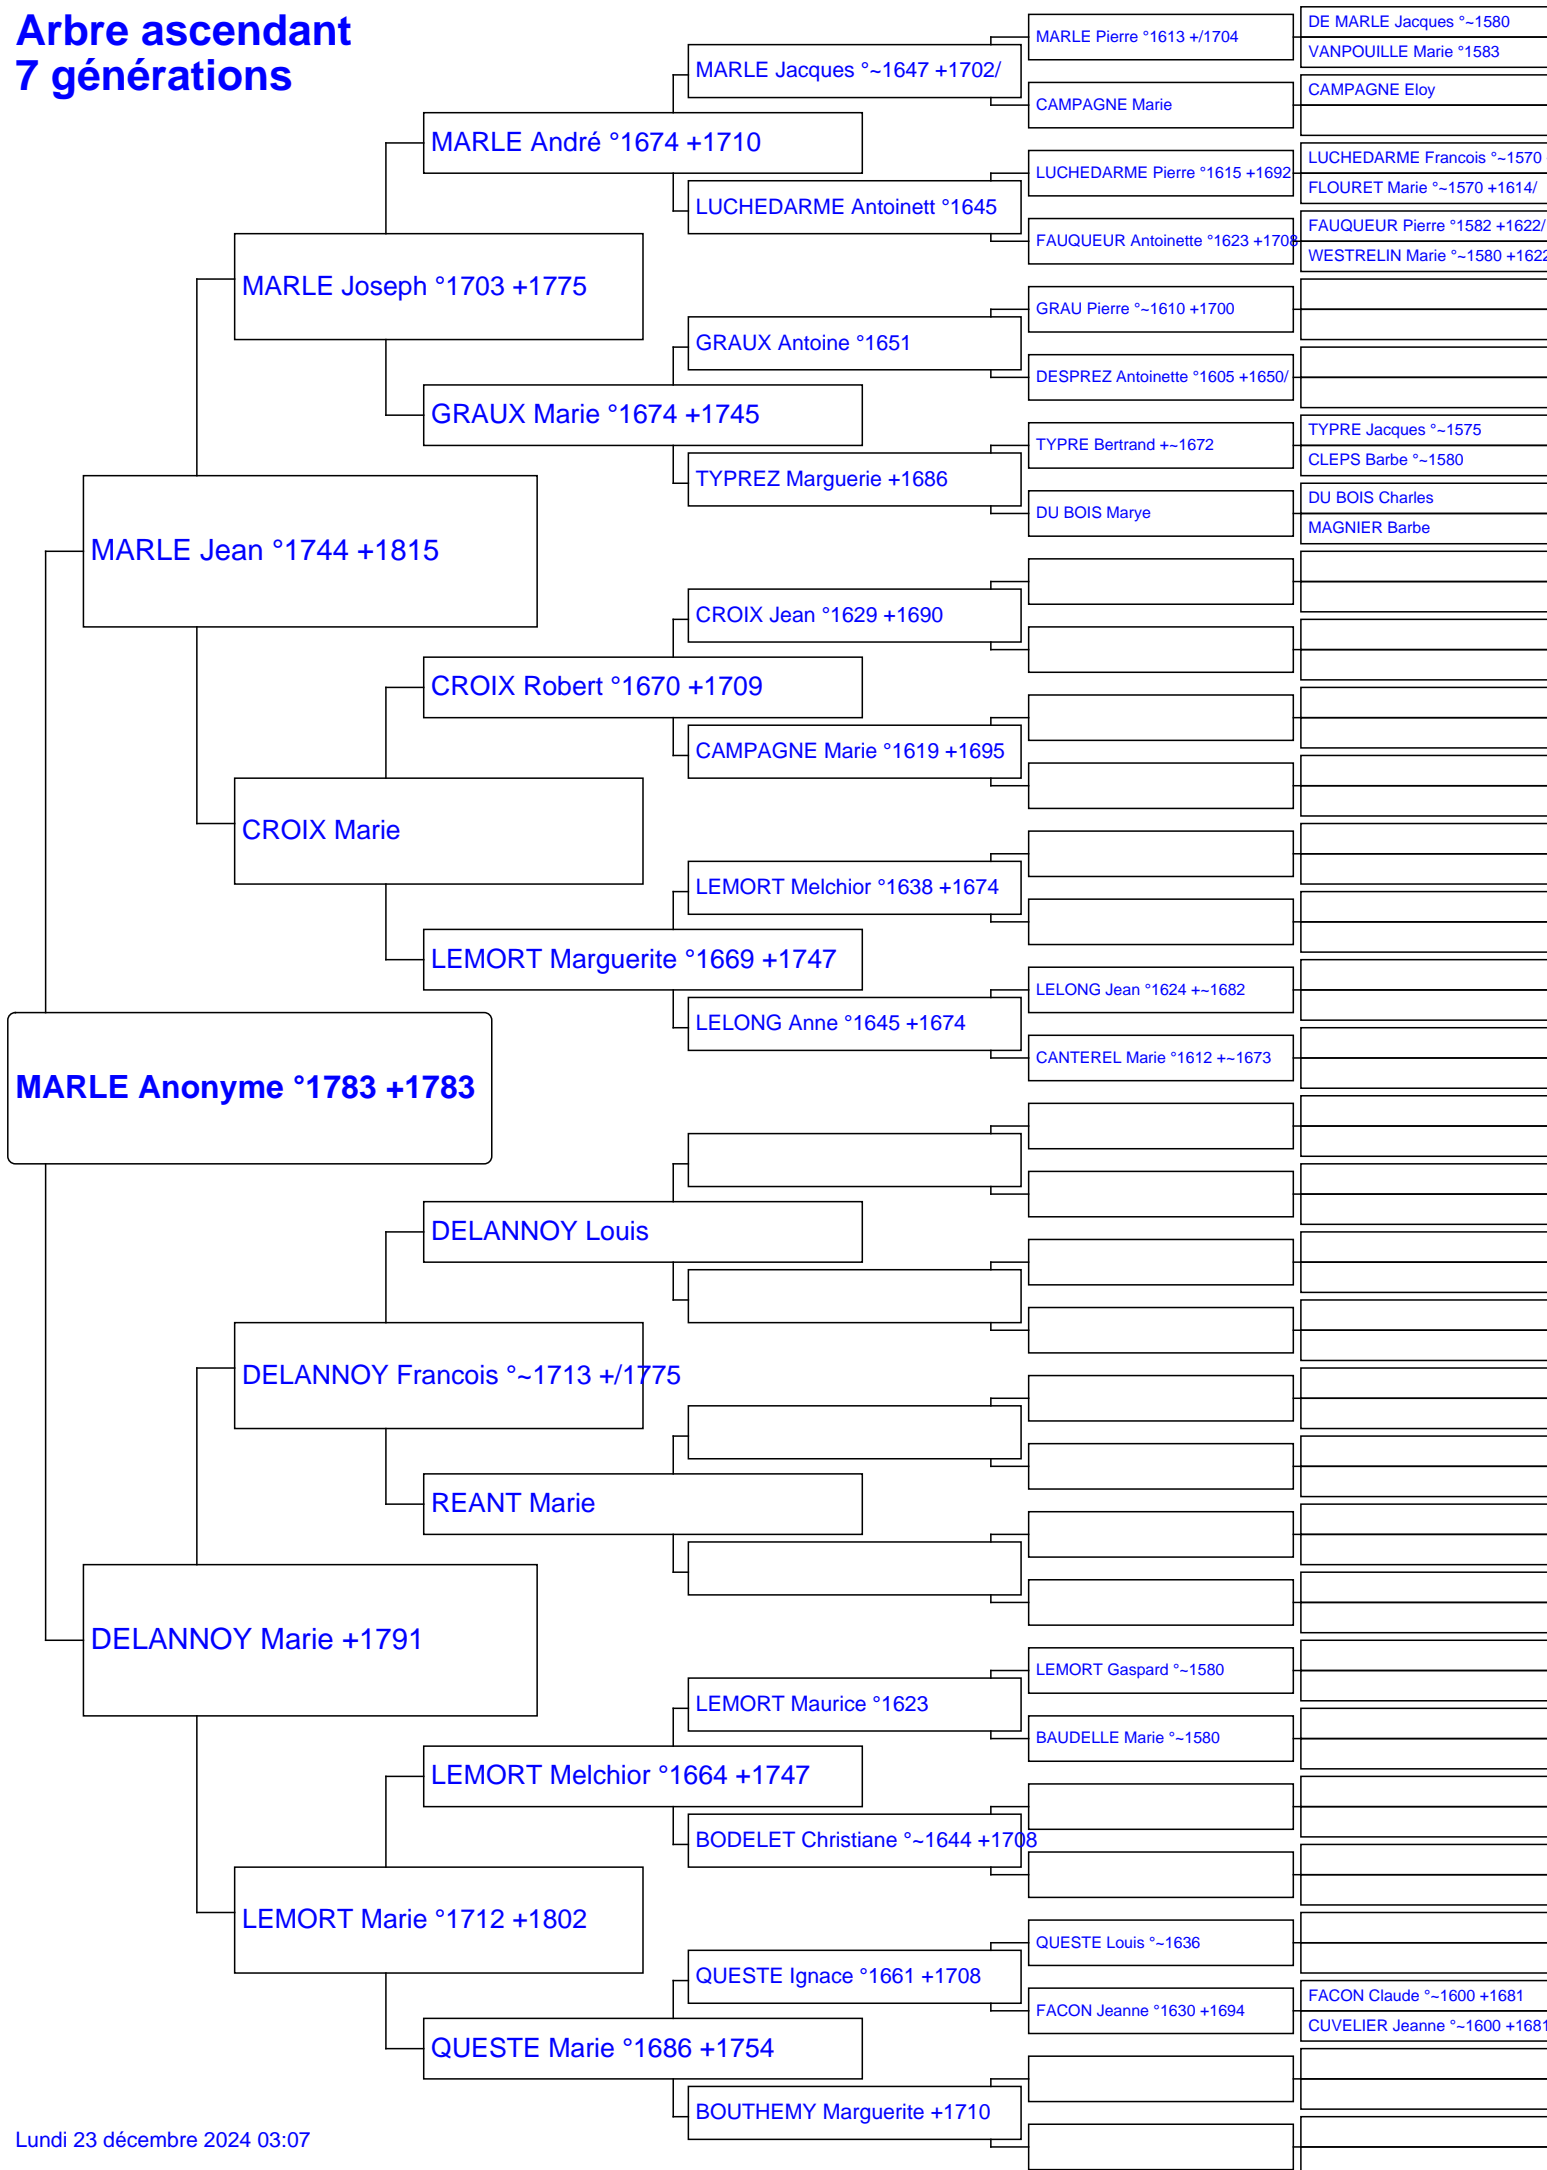 Arbre ascendant
7 générations
MARLE Anonyme °1783 +1783
MARLE Jean °1744 +1815
DELANNOY Marie +1791
MARLE Joseph °1703 +1775
CROIX Marie
DELANNOY Francois °~1713 +/1775
LEMORT Marie °1712 +1802
MARLE André °1674 +1710
GRAUX Marie °1674 +1745
CROIX Robert °1670 +1709
LEMORT Marguerite °1669 +1747
DELANNOY Louis
REANT Marie
LEMORT Melchior °1664 +1747
QUESTE Marie °1686 +1754
MARLE Jacques °~1647 +1702/
LUCHEDARME Antoinett °1645
GRAUX Antoine °1651
TYPREZ Marguerie +1686
CROIX Jean °1629 +1690
CAMPAGNE Marie °1619 +1695
LEMORT Melchior °1638 +1674
LELONG Anne °1645 +1674
LEMORT Maurice °1623
BODELET Christiane °~1644 +1708
QUESTE Ignace °1661 +1708
BOUTHEMY Marguerite +1710
MARLE Pierre °1613 +/1704
CAMPAGNE Marie
LUCHEDARME Pierre °1615 +1692
FAUQUEUR Antoinette °1623 +1708
GRAU Pierre °~1610 +1700
DESPREZ Antoinette °1605 +1650/
TYPRE Bertrand +~1672
DU BOIS Marye
LELONG Jean °1624 +~1682
CANTEREL Marie °1612 +~1673
LEMORT Gaspard °~1580
BAUDELLE Marie °~1580
QUESTE Louis °~1636
FACON Jeanne °1630 +1694
DE MARLE Jacques °~1580
VANPOUILLE Marie °1583
CAMPAGNE Eloy
LUCHEDARME Francois °~1570
FLOURET Marie °~1570 +1614/
FAUQUEUR Pierre °1582 +1622/
WESTRELIN Marie °~1580 +1622
TYPRE Jacques °~1575
CLEPS Barbe °~1580
DU BOIS Charles
MAGNIER Barbe
FACON Claude °~1600 +1681
CUVELIER Jeanne °~1600 +1681
Lundi 23 décembre 2024 03:07